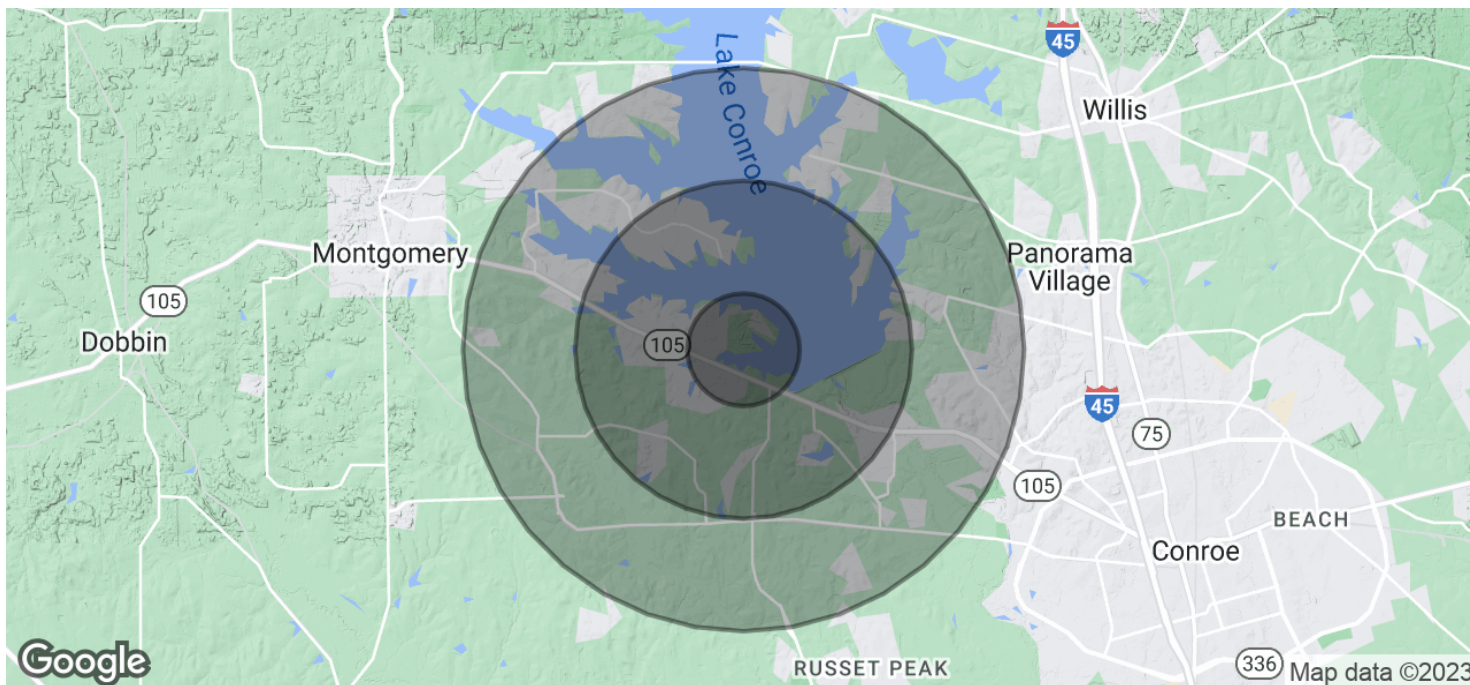 45
Lake Conroe
Willis
Montgomery
Panorama
Village
105
Dobbin
105
45
75
105
BEACH
Conroe
Google
RUSSET PEAK
336
Map data ©2023